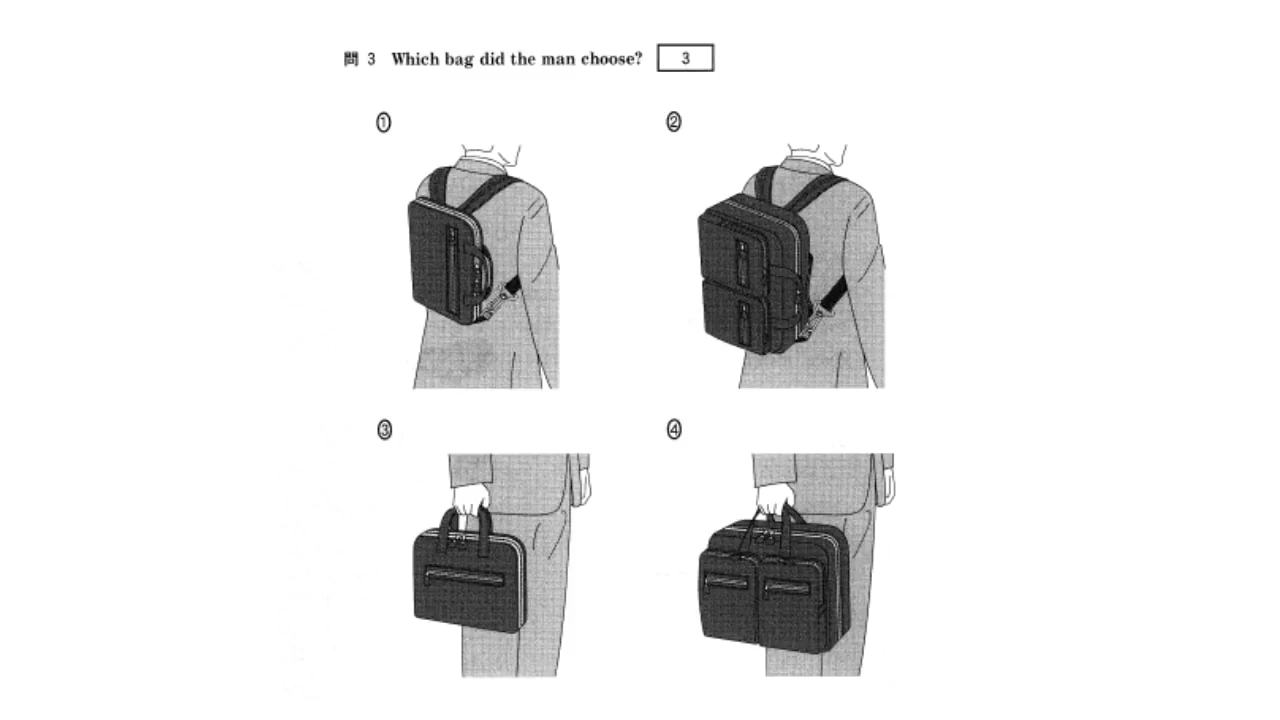 問 3 Which bag did the man choose? 3
① ②
③ ④